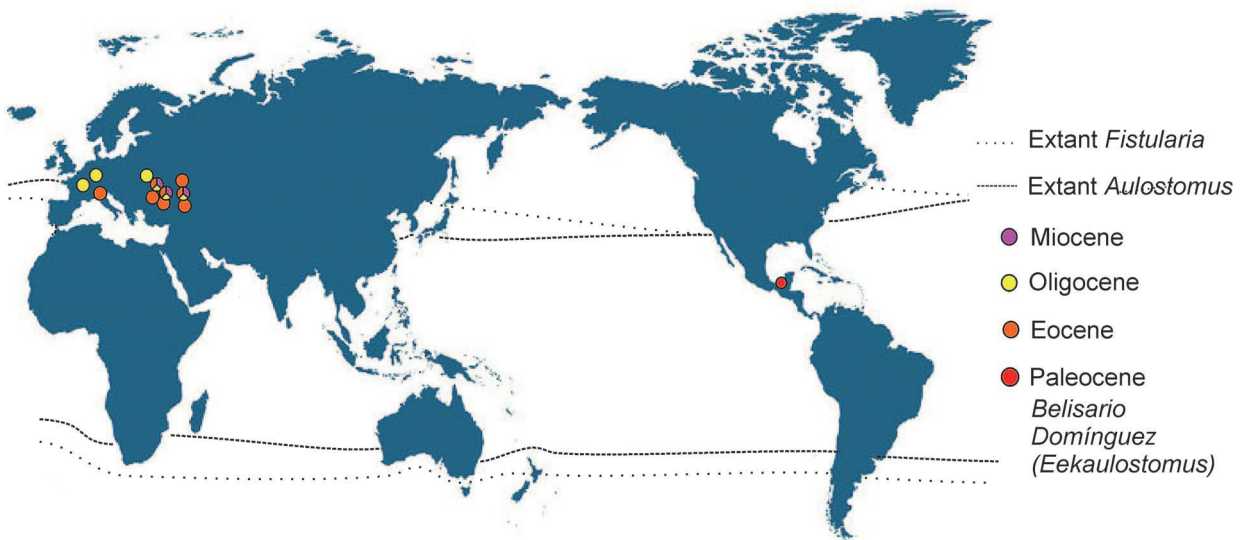 Extant Fistularia
Extant Aulostomus
Miocene
Oligocene
Eocene
Paleocene
Belisario
Domínguez
(Eekaulostomus)